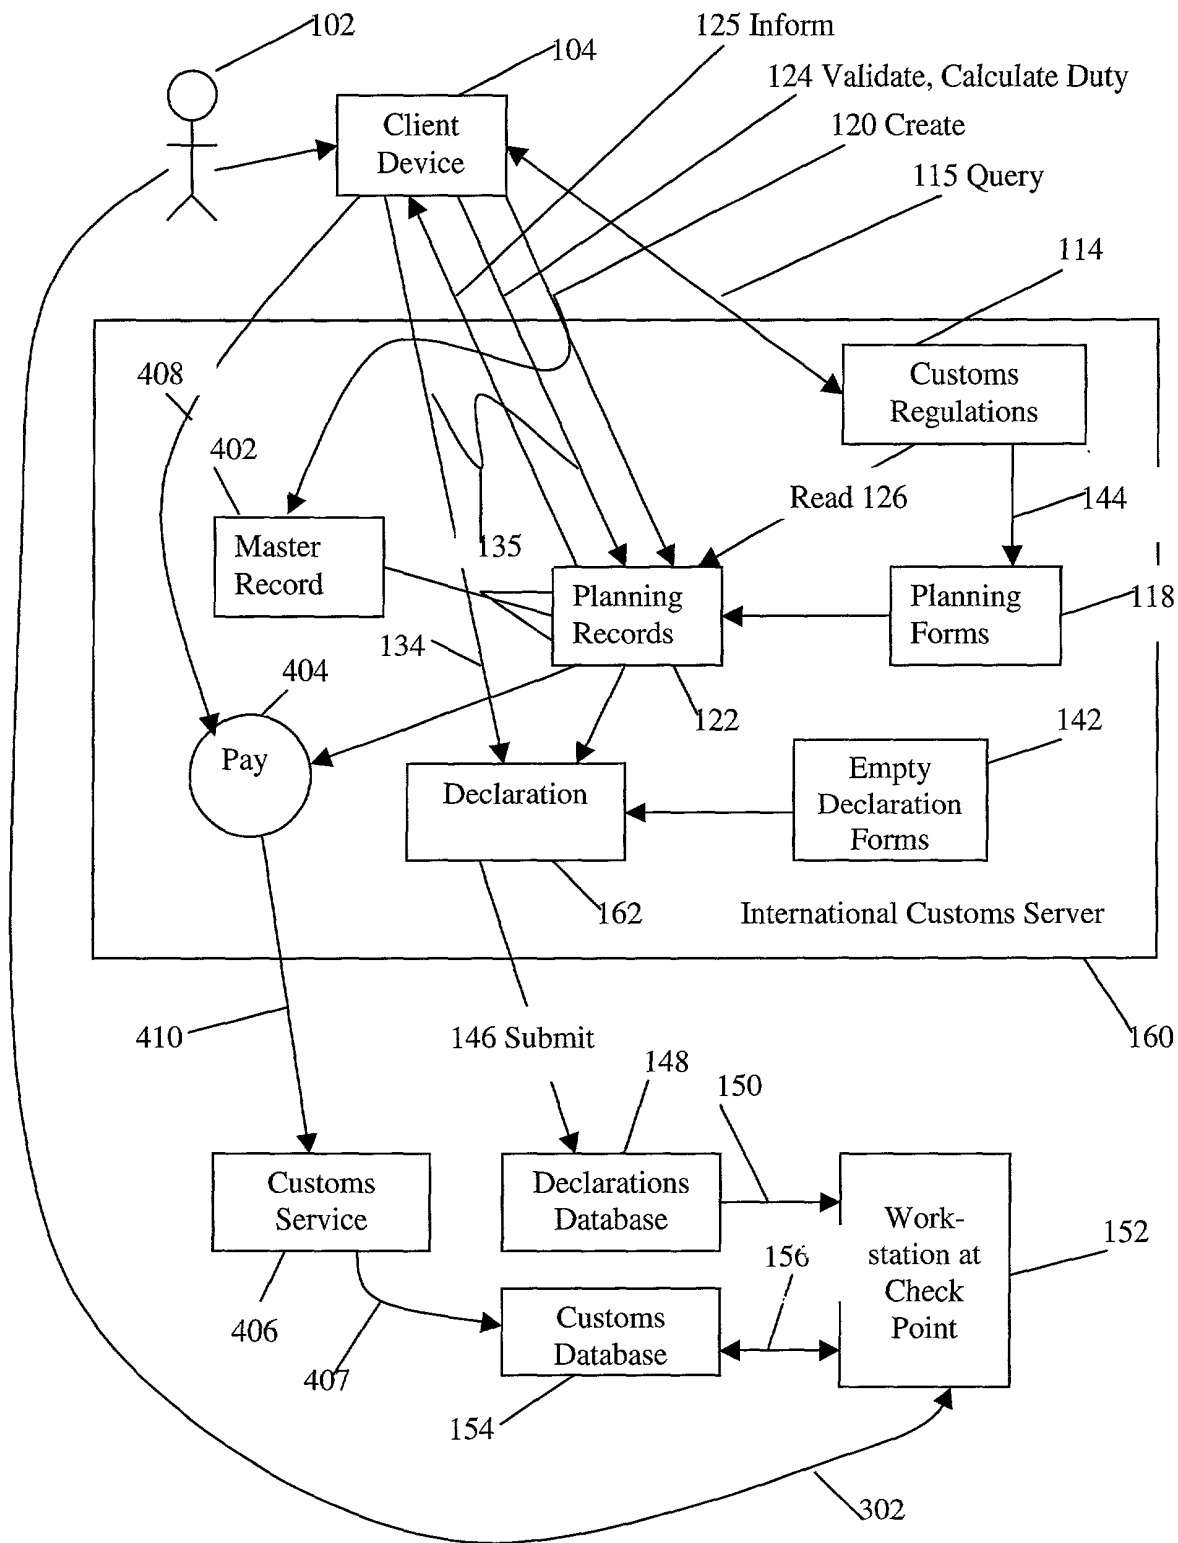 102
125 Inform
104
124 Validate, Calculate Duty
Client
Device
120 Create
115 Query
114
408
Customs
Regulations
402
Read 126
144
135
Master
Record
Planning
Records
Planning
Forms
118
134
404
122
142
Pay
Declaration
Empty
Declaration
Forms
162
International Customs Server
410
146 Submit
160
148
150
Customs
Service
Declarations
Database
Work-
station at
Check
Point
152
156
406
Customs
Database
407
154
302